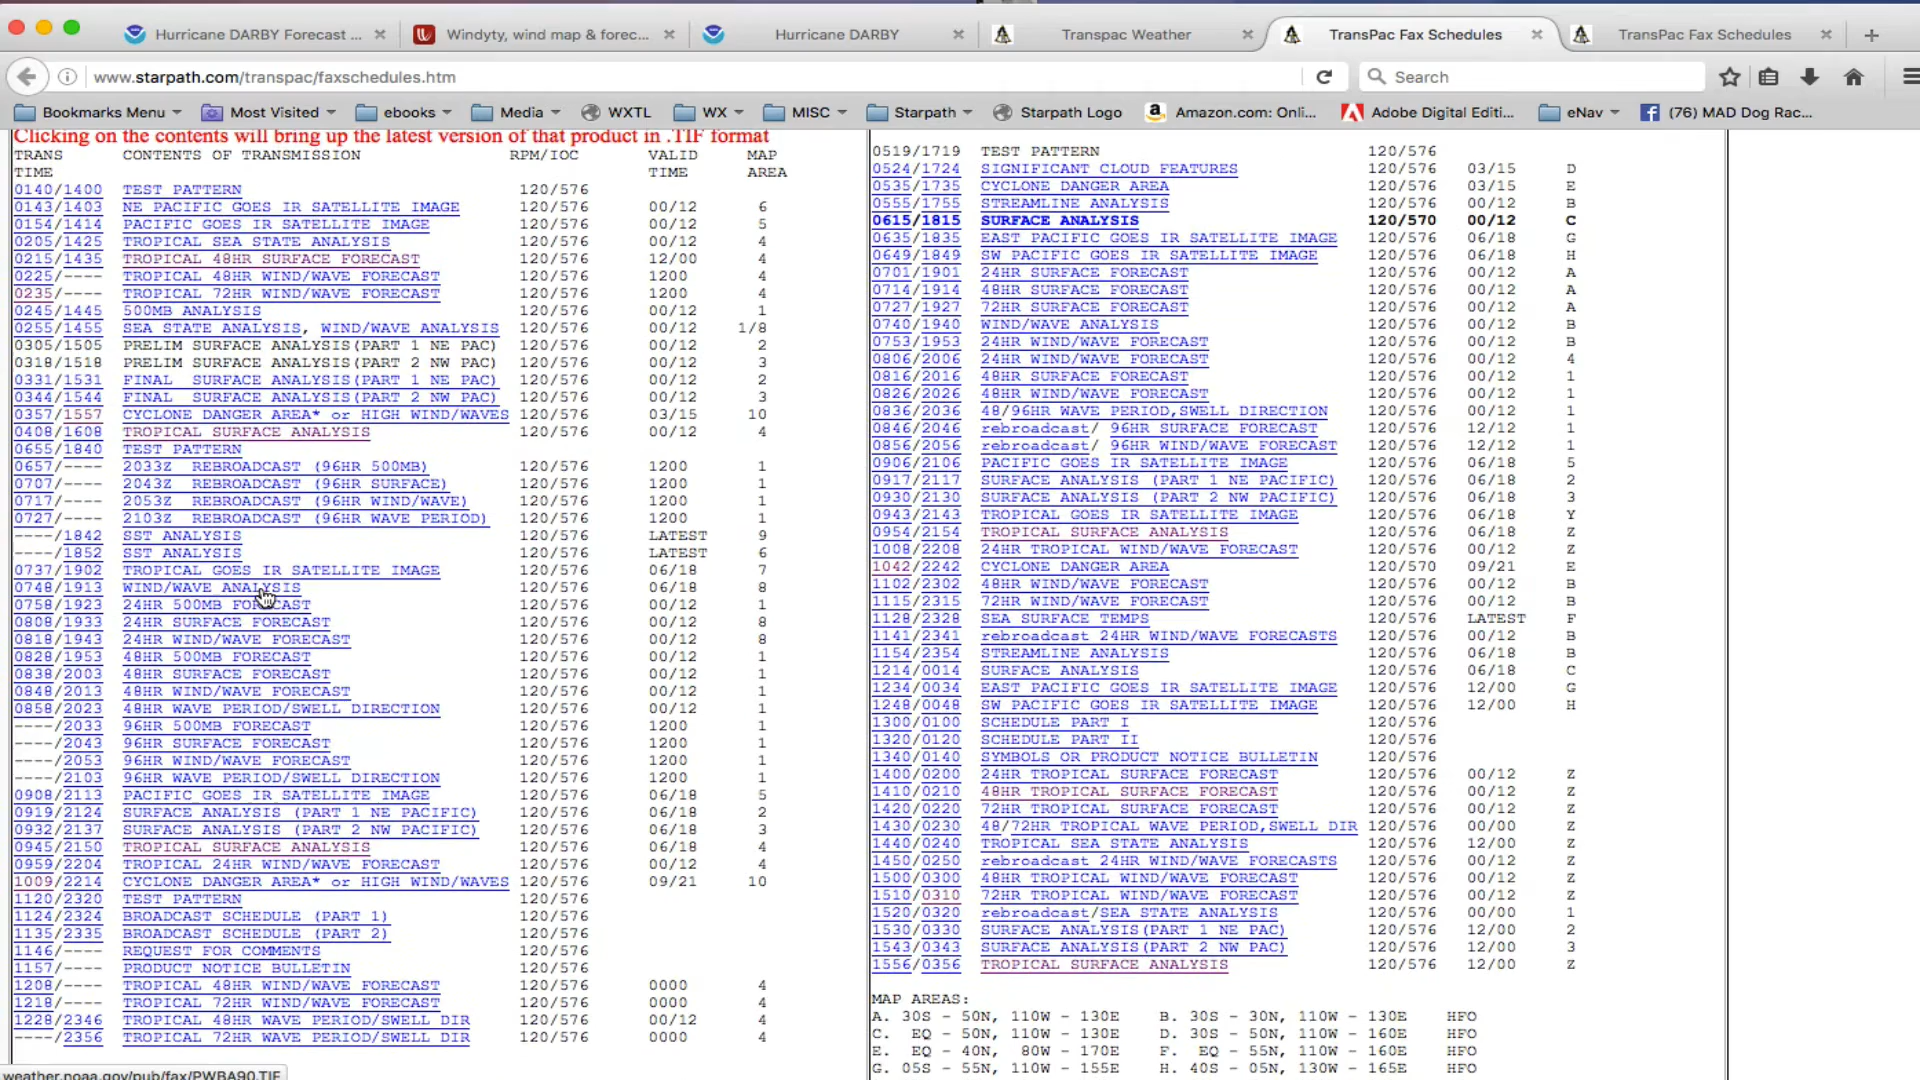 Hurricane DARBY Forecast ...
Windyty, wind map & forec...
Hurricane DARBY
Transpac Weather
TransPac Fax Schedules
TransPac Fax Schedules
www.starpath.com/transpac/faxschedules.htm
Search
Bookmarks Menu
Most Visited
ebooks
Media
WXTL
WX
MISC
Starpath
Starpath Logo
Amazon.com: Onli...
Adobe Digital Editi...
eNav
(76) MAD Dog Rac...
Clicking on the contents will bring up the latest version of that product in .TIF format
TRANS CONTENTS OF TRANSMISSION RPM/IOC VALID MAP
TIME TIME AREA
0140/1400 TEST PATTERN 120/576
0143/1403 NE PACIFIC GOES IR SATELLITE IMAGE 120/576 00/12 6
0154/1414 PACIFIC GOES IR SATELLITE IMAGE 120/576 00/12 5
0205/1425 TROPICAL SEA STATE ANALYSIS 120/576 00/12 4
0215/1435 TROPICAL 48HR SURFACE FORECAST 120/576 12/00 4
0225/---- TROPICAL 48HR WIND/WAVE FORECAST 120/576 1200 4
0235/---- TROPICAL 72HR WIND/WAVE FORECAST 120/576 1200 4
0245/1445 500MB ANALYSIS 120/576 00/12 1
0255/1455 SEA STATE ANALYSIS, WIND/WAVE ANALYSIS 120/576 00/12 1/8
0305/1505 PRELIM SURFACE ANALYSIS(PART 1 NE PAC) 120/576 00/12 2
0318/1518 PRELIM SURFACE ANALYSIS(PART 2 NW PAC) 120/576 00/12 3
0331/1531 FINAL SURFACE ANALYSIS(PART 1 NE PAC) 120/576 00/12 2
0344/1544 FINAL SURFACE ANALYSIS(PART 2 NW PAC) 120/576 00/12 3
0357/1557 CYCLONE DANGER AREA* or HIGH WIND/WAVES 120/576 03/15 10
0408/1608 TROPICAL SURFACE ANALYSIS 120/576 00/12 4
0655/1840 TEST PATTERN 120/576
0657/---- 2033Z REBROADCAST (96HR 500MB) 120/576 1200 1
0707/---- 2043Z REBROADCAST (96HR SURFACE) 120/576 1200 1
0717/---- 2053Z REBROADCAST (96HR WIND/WAVE) 120/576 1200 1
0727/---- 2103Z REBROADCAST (96HR WAVE PERIOD) 120/576 1200 1
----/1842 SST ANALYSIS 120/576 LATEST 9
----/1852 SST ANALYSIS 120/576 LATEST 6
0737/1902 TROPICAL GOES IR SATELLITE IMAGE 120/576 06/18 7
0748/1913 WIND/WAVE ANALYSIS 120/576 06/18 8
0758/1923 24HR 500MB FORECAST 120/576 00/12 1
0808/1933 24HR SURFACE FORECAST 120/576 00/12 8
0818/1943 24HR WIND/WAVE FORECAST 120/576 00/12 8
0828/1953 48HR 500MB FORECAST 120/576 00/12 1
0838/2003 48HR SURFACE FORECAST 120/576 00/12 1
0848/2013 48HR WIND/WAVE FORECAST 120/576 00/12 1
0858/2023 48HR WAVE PERIOD/SWELL DIRECTION 120/576 00/12 1
----/2033 96HR 500MB FORECAST 120/576 1200 1
----/2043 96HR SURFACE FORECAST 120/576 1200 1
----/2053 96HR WIND/WAVE FORECAST 120/576 1200 1
----/2103 96HR WAVE PERIOD/SWELL DIRECTION 120/576 1200 1
0908/2113 PACIFIC GOES IR SATELLITE IMAGE 120/576 06/18 5
0919/2124 SURFACE ANALYSIS (PART 1 NE PACIFIC) 120/576 06/18 2
0932/2137 SURFACE ANALYSIS (PART 2 NW PACIFIC) 120/576 06/18 3
0945/2150 TROPICAL SURFACE ANALYSIS 120/576 06/18 4
0959/2204 TROPICAL 24HR WIND/WAVE FORECAST 120/576 00/12 4
1009/2214 CYCLONE DANGER AREA* or HIGH WIND/WAVES 120/576 09/21 10
1120/2320 TEST PATTERN 120/576
1124/2324 BROADCAST SCHEDULE (PART 1) 120/576
1135/2335 BROADCAST SCHEDULE (PART 2) 120/576
1146/---- REQUEST FOR COMMENTS 120/576
1157/---- PRODUCT NOTICE BULLETIN 120/576
1208/---- TROPICAL 48HR WIND/WAVE FORECAST 120/576 0000 4
1218/---- TROPICAL 72HR WIND/WAVE FORECAST 120/576 0000 4
1228/2346 TROPICAL 48HR WAVE PERIOD/SWELL DIR 120/576 00/12 4
----/2356 TROPICAL 72HR WAVE PERIOD/SWELL DIR 120/576 0000 4
weather.noaa.gov/pub/fax/PWBA90.TIF
0519/1719 TEST PATTERN 120/576
0524/1724 SIGNIFICANT CLOUD FEATURES 120/576 03/15 D
0535/1735 CYCLONE DANGER AREA 120/576 03/15 E
0555/1755 STREAMLINE ANALYSIS 120/576 00/12 B
0615/1815 SURFACE ANALYSIS 120/570 00/12 C
0635/1835 EAST PACIFIC GOES IR SATELLITE IMAGE 120/576 06/18 G
0649/1849 SW PACIFIC GOES IR SATELLITE IMAGE 120/576 06/18 H
0701/1901 24HR SURFACE FORECAST 120/576 00/12 A
0714/1914 48HR SURFACE FORECAST 120/576 00/12 A
0727/1927 72HR SURFACE FORECAST 120/576 00/12 A
0740/1940 WIND/WAVE ANALYSIS 120/576 00/12 B
0753/1953 24HR WIND/WAVE FORECAST 120/576 00/12 B
0806/2006 24HR WIND/WAVE FORECAST 120/576 00/12 4
0816/2016 48HR SURFACE FORECAST 120/576 00/12 1
0826/2026 48HR WIND/WAVE FORECAST 120/576 00/12 1
0836/2036 48/96HR WAVE PERIOD,SWELL DIRECTION 120/576 00/12 1
0846/2046 rebroadcast/ 96HR SURFACE FORECAST 120/576 12/12 1
0856/2056 rebroadcast/ 96HR WIND/WAVE FORECAST 120/576 12/12 1
0906/2106 PACIFIC GOES IR SATELLITE IMAGE 120/576 06/18 5
0917/2117 SURFACE ANALYSIS (PART 1 NE PACIFIC) 120/576 06/18 2
0930/2130 SURFACE ANALYSIS (PART 2 NW PACIFIC) 120/576 06/18 3
0943/2143 TROPICAL GOES IR SATELLITE IMAGE 120/576 06/18 Y
0954/2154 TROPICAL SURFACE ANALYSIS 120/576 06/18 Z
1008/2208 24HR TROPICAL WIND/WAVE FORECAST 120/576 00/12 Z
1042/2242 CYCLONE DANGER AREA 120/576 09/21 E
1102/2302 48HR WIND/WAVE FORECAST 120/576 00/12 B
1115/2315 72HR WIND/WAVE FORECAST 120/576 00/12 B
1128/2328 SEA SURFACE TEMPS 120/576 LATEST F
1141/2341 rebroadcast 24HR WIND/WAVE FORECASTS 120/576 00/12 B
1154/2354 STREAMLINE ANALYSIS 120/576 06/18 B
1214/0014 SURFACE ANALYSIS 120/576 06/18 C
1234/0034 EAST PACIFIC GOES IR SATELLITE IMAGE 120/576 12/00 G
1248/0048 SW PACIFIC GOES IR SATELLITE IMAGE 120/576 12/00 H
1300/0100 SCHEDULE PART I 120/576
1320/0120 SCHEDULE PART II 120/576
1340/0140 SYMBOLS OR PRODUCT NOTICE BULLETIN 120/576
1400/0200 24HR TROPICAL SURFACE FORECAST 120/576 00/12 Z
1410/0210 48HR TROPICAL SURFACE FORECAST 120/576 00/12 Z
1420/0220 72HR TROPICAL SURFACE FORECAST 120/576 00/12 Z
1430/0230 48/72HR TROPICAL WAVE PERIOD,SWELL DIR 120/576 00/00 Z
1440/0240 TROPICAL SEA STATE ANALYSIS 120/576 12/00 Z
1450/0250 rebroadcast 24HR WIND/WAVE FORECASTS 120/576 00/12 Z
1500/0300 48HR TROPICAL WIND/WAVE FORECAST 120/576 00/12 Z
1510/0310 72HR TROPICAL WIND/WAVE FORECAST 120/576 00/12 Z
1520/0320 rebroadcast/SEA STATE ANALYSIS 120/576 00/00 1
1530/0330 SURFACE ANALYSIS(PART 1 NE PAC) 120/576 12/00 2
1543/0343 SURFACE ANALYSIS(PART 2 NW PAC) 120/576 12/00 3
1556/0356 TROPICAL SURFACE ANALYSIS 120/576 12/00 Z
MAP AREAS:
A. 30S - 50N, 110W - 130E B. 30S - 30N, 110W - 130E HFO
C. EQ - 50N, 110W - 130E D. 30S - 50N, 110W - 160E HFO
E. EQ - 40N, 80W - 170E F. EQ - 55N, 110W - 160E HFO
G. 05S - 55N, 110W - 155E H. 40S - 05N, 130W - 165E HFO